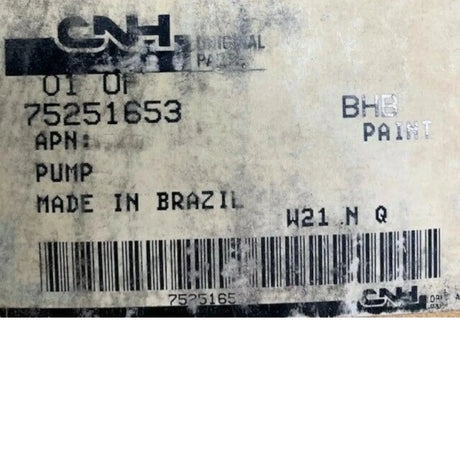 CNH ORIGINAL
PARTS
01 OF
75251653 BHB
APN: PAINT
PUMP
MADE IN BRAZIL
W21 N Q
7525165
CNH